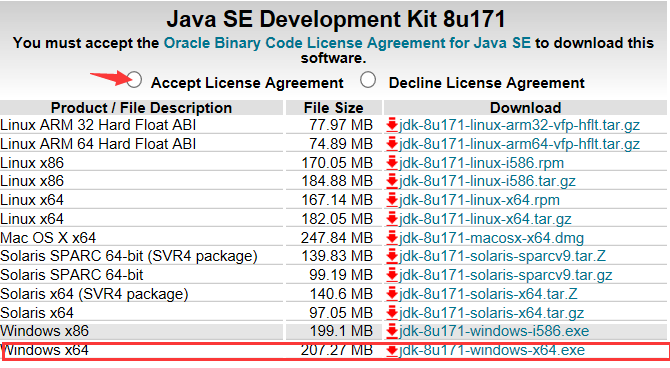 Java SE Development Kit 8u171
You must accept the Oracle Binary Code License Agreement for Java SE to download this
software.
Accept License Agreement Decline License Agreement
Product / File Description File Size Download
Linux ARM 32 Hard Float ABI 77.97 MB jdk-8u171-linux-arm32-vfp-hflt.tar.gz
Linux ARM 64 Hard Float ABI 74.89 MB jdk-8u171-linux-arm64-vfp-hflt.tar.gz
Linux x86 170.05 MB jdk-8u171-linux-i586.rpm
Linux x86 184.88 MB jdk-8u171-linux-i586.tar.gz
Linux x64 167.14 MB jdk-8u171-linux-x64.rpm
Linux x64 182.05 MB jdk-8u171-linux-x64.tar.gz
Mac OS X x64 247.84 MB jdk-8u171-macosx-x64.dmg
Solaris SPARC 64-bit (SVR4 package) 139.83 MB jdk-8u171-solaris-sparcv9.tar.Z
Solaris SPARC 64-bit 99.19 MB jdk-8u171-solaris-sparcv9.tar.gz
Solaris x64 (SVR4 package) 140.6 MB jdk-8u171-solaris-x64.tar.Z
Solaris x64 97.05 MB jdk-8u171-solaris-x64.tar.gz
Windows x86 199.1 MB jdk-8u171-windows-i586.exe
Windows x64 207.27 MB jdk-8u171-windows-x64.exe